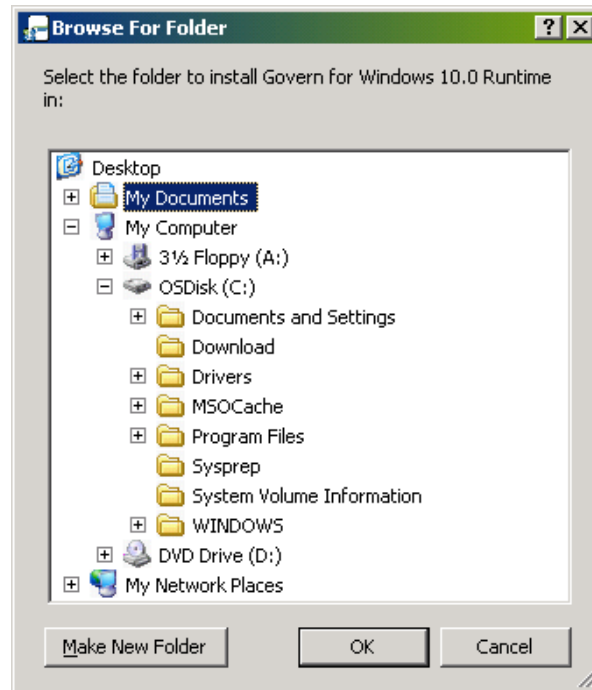 Browse For Folder
Select the folder to install Govern for Windows 10.0 Runtime
in:
Desktop
My Documents
My Computer
3½ Floppy (A:)
OSDisk (C:)
Documents and Settings
Download
Drivers
MSOCache
Program Files
Sysprep
System Volume Information
WINDOWS
DVD Drive (D:)
My Network Places
Make New Folder OK Cancel